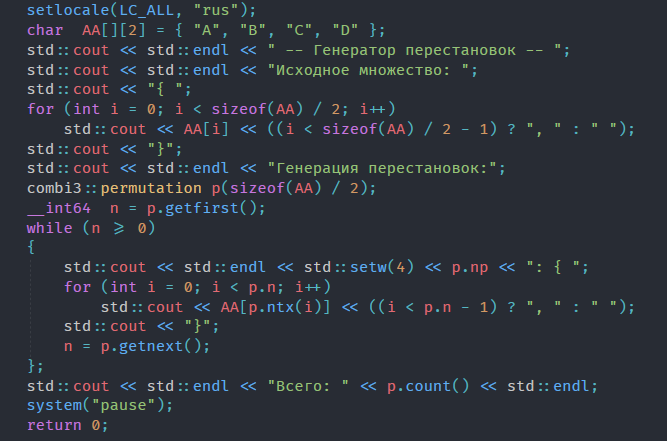 setlocale(LC_ALL, "rus");
char  AA[][2] = { "A", "B", "C", "D" };
std::cout << std::endl << " -- Генератор перестановок -- ";
std::cout << std::endl << "Исходное множество: ";
std::cout << "{ ";
for (int i = 0; i < sizeof(AA) / 2; i++)
    std::cout << AA[i] << ((i < sizeof(AA) / 2 - 1) ? ", " : " ");
std::cout << "}";
std::cout << std::endl << "Генерация перестановок:";
combi3::permutation p(sizeof(AA) / 2);
__int64  n = p.getfirst();
while (n >= 0)
{
    std::cout << std::endl << std::setw(4) << p.np << ": { ";
    for (int i = 0; i < p.n; i++)
        std::cout << AA[p.ntx(i)] << ((i < p.n - 1) ? ", " : " ");
    std::cout << "}";
    n = p.getnext();
};
std::cout << std::endl << "Всего: " << p.count() << std::endl;
system("pause");
return 0;